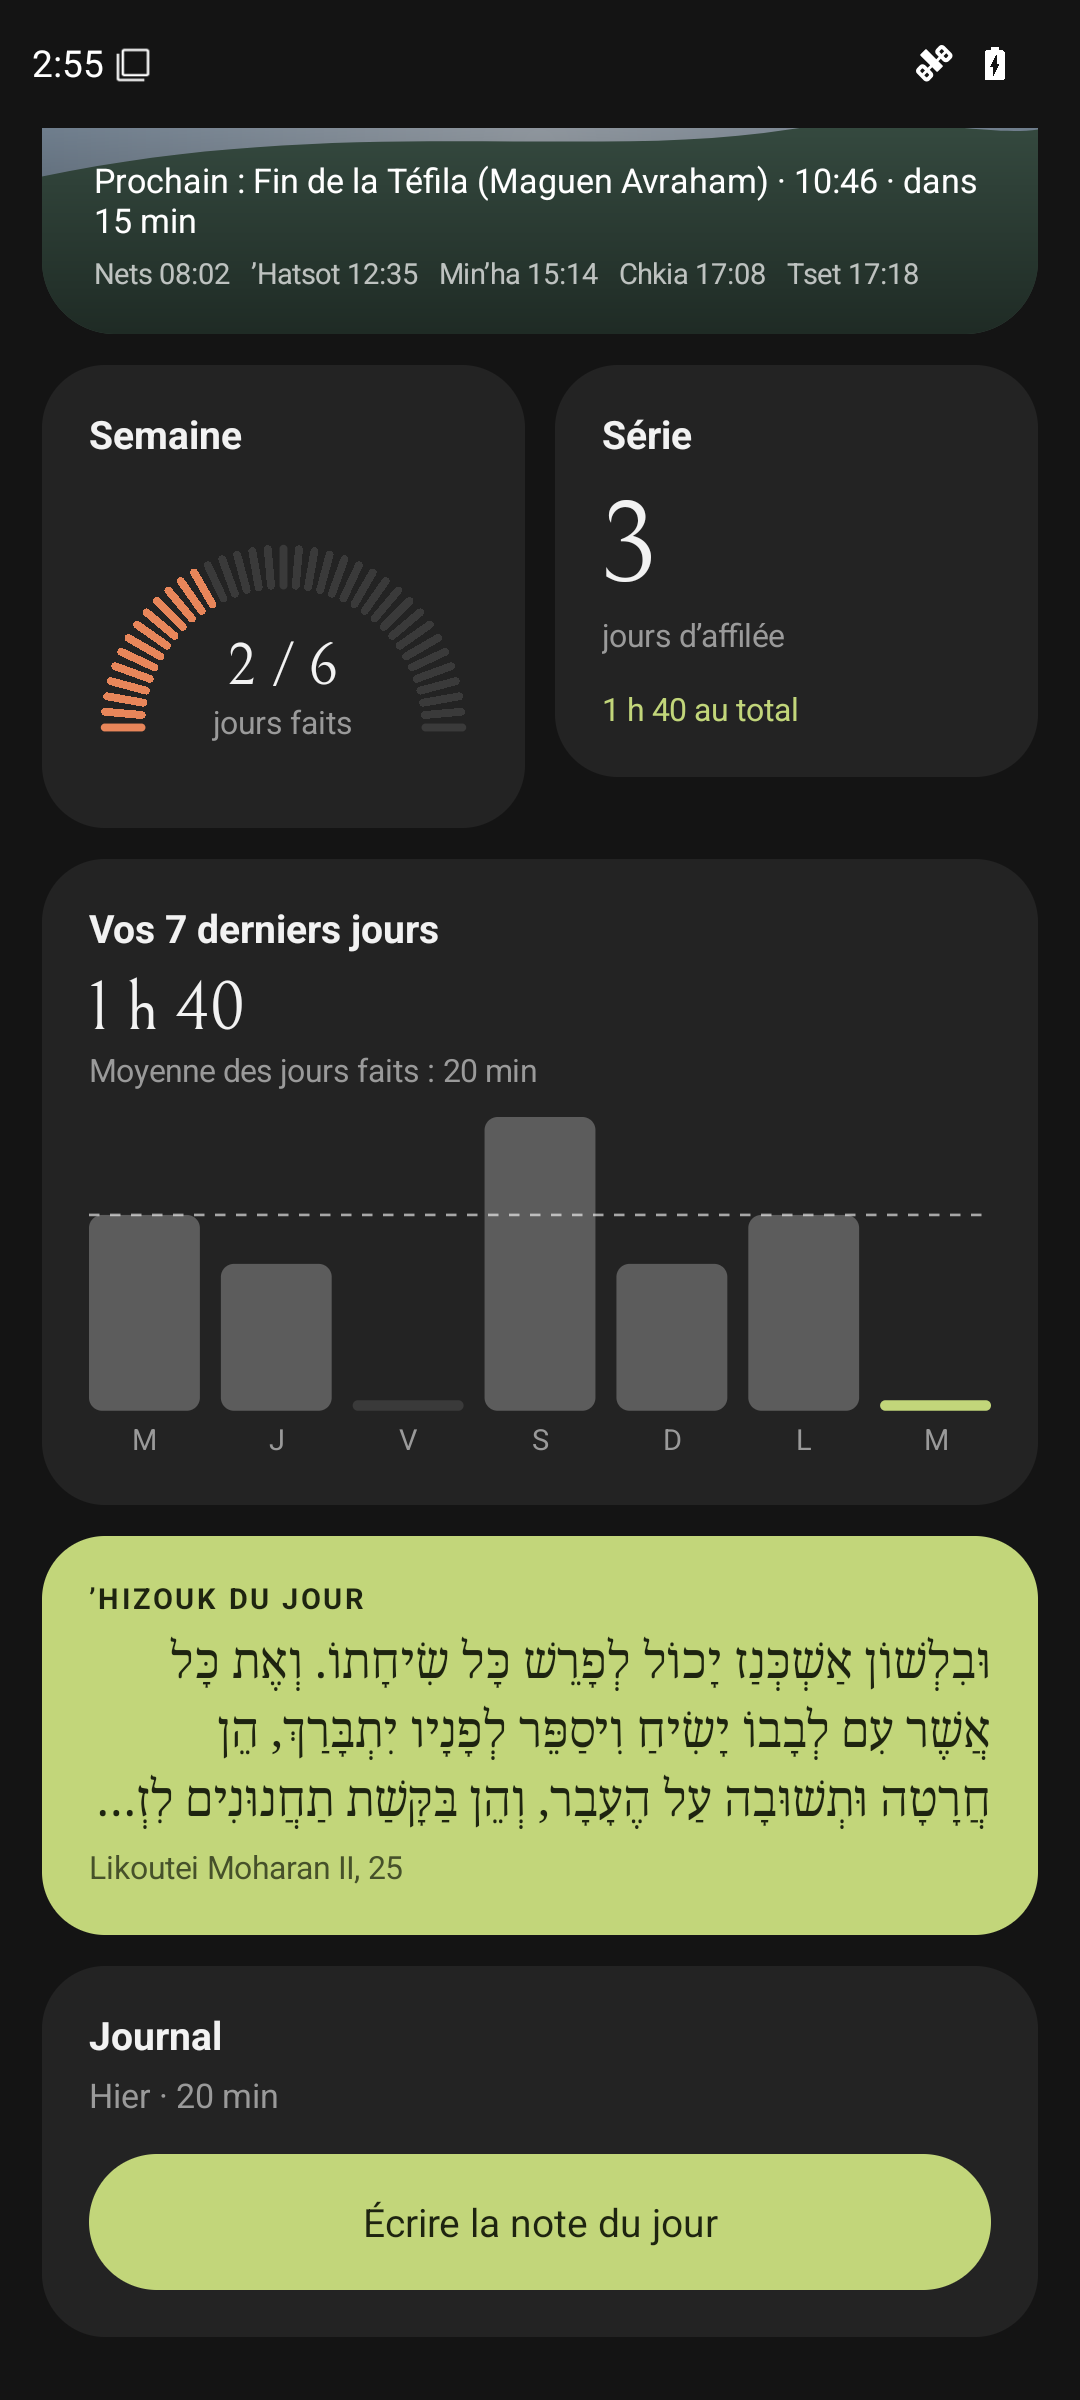 2:55
Prochain : Fin de la Téfila (Maguen Avraham) · 10:46 · dans
15 min
Nets 08:02 ’Hatsot 12:35 Min’ha 15:14 Chkia 17:08 Tset 17:18
Semaine
2 / 6
jours faits
Série
3
jours d’affilée
1 h 40 au total
Vos 7 derniers jours
1 h 40
Moyenne des jours faits : 20 min
M J V S D L M
’HIZOUK DU JOUR
וּבִלְשׁוֹן אַשְׁכְּנַז יָכוֹל לְפָרֵשׁ כָּל שִׂיחָתוֹ. וְאֶת כָּל
אֲשֶׁר עִם לְבָבוֹ יָשִׂיחַ וִיסַפֵּר לְפָנָיו יִתְבָּרַךְ, הֵן
חֲרָטָה וּתְשׁוּבָה עַל הֶעָבָר, וְהֵן בַּקָּשַׁת תַּחֲנוּנִים לִזְ...
Likoutei Moharan II, 25
Journal
Hier · 20 min
Écrire la note du jour